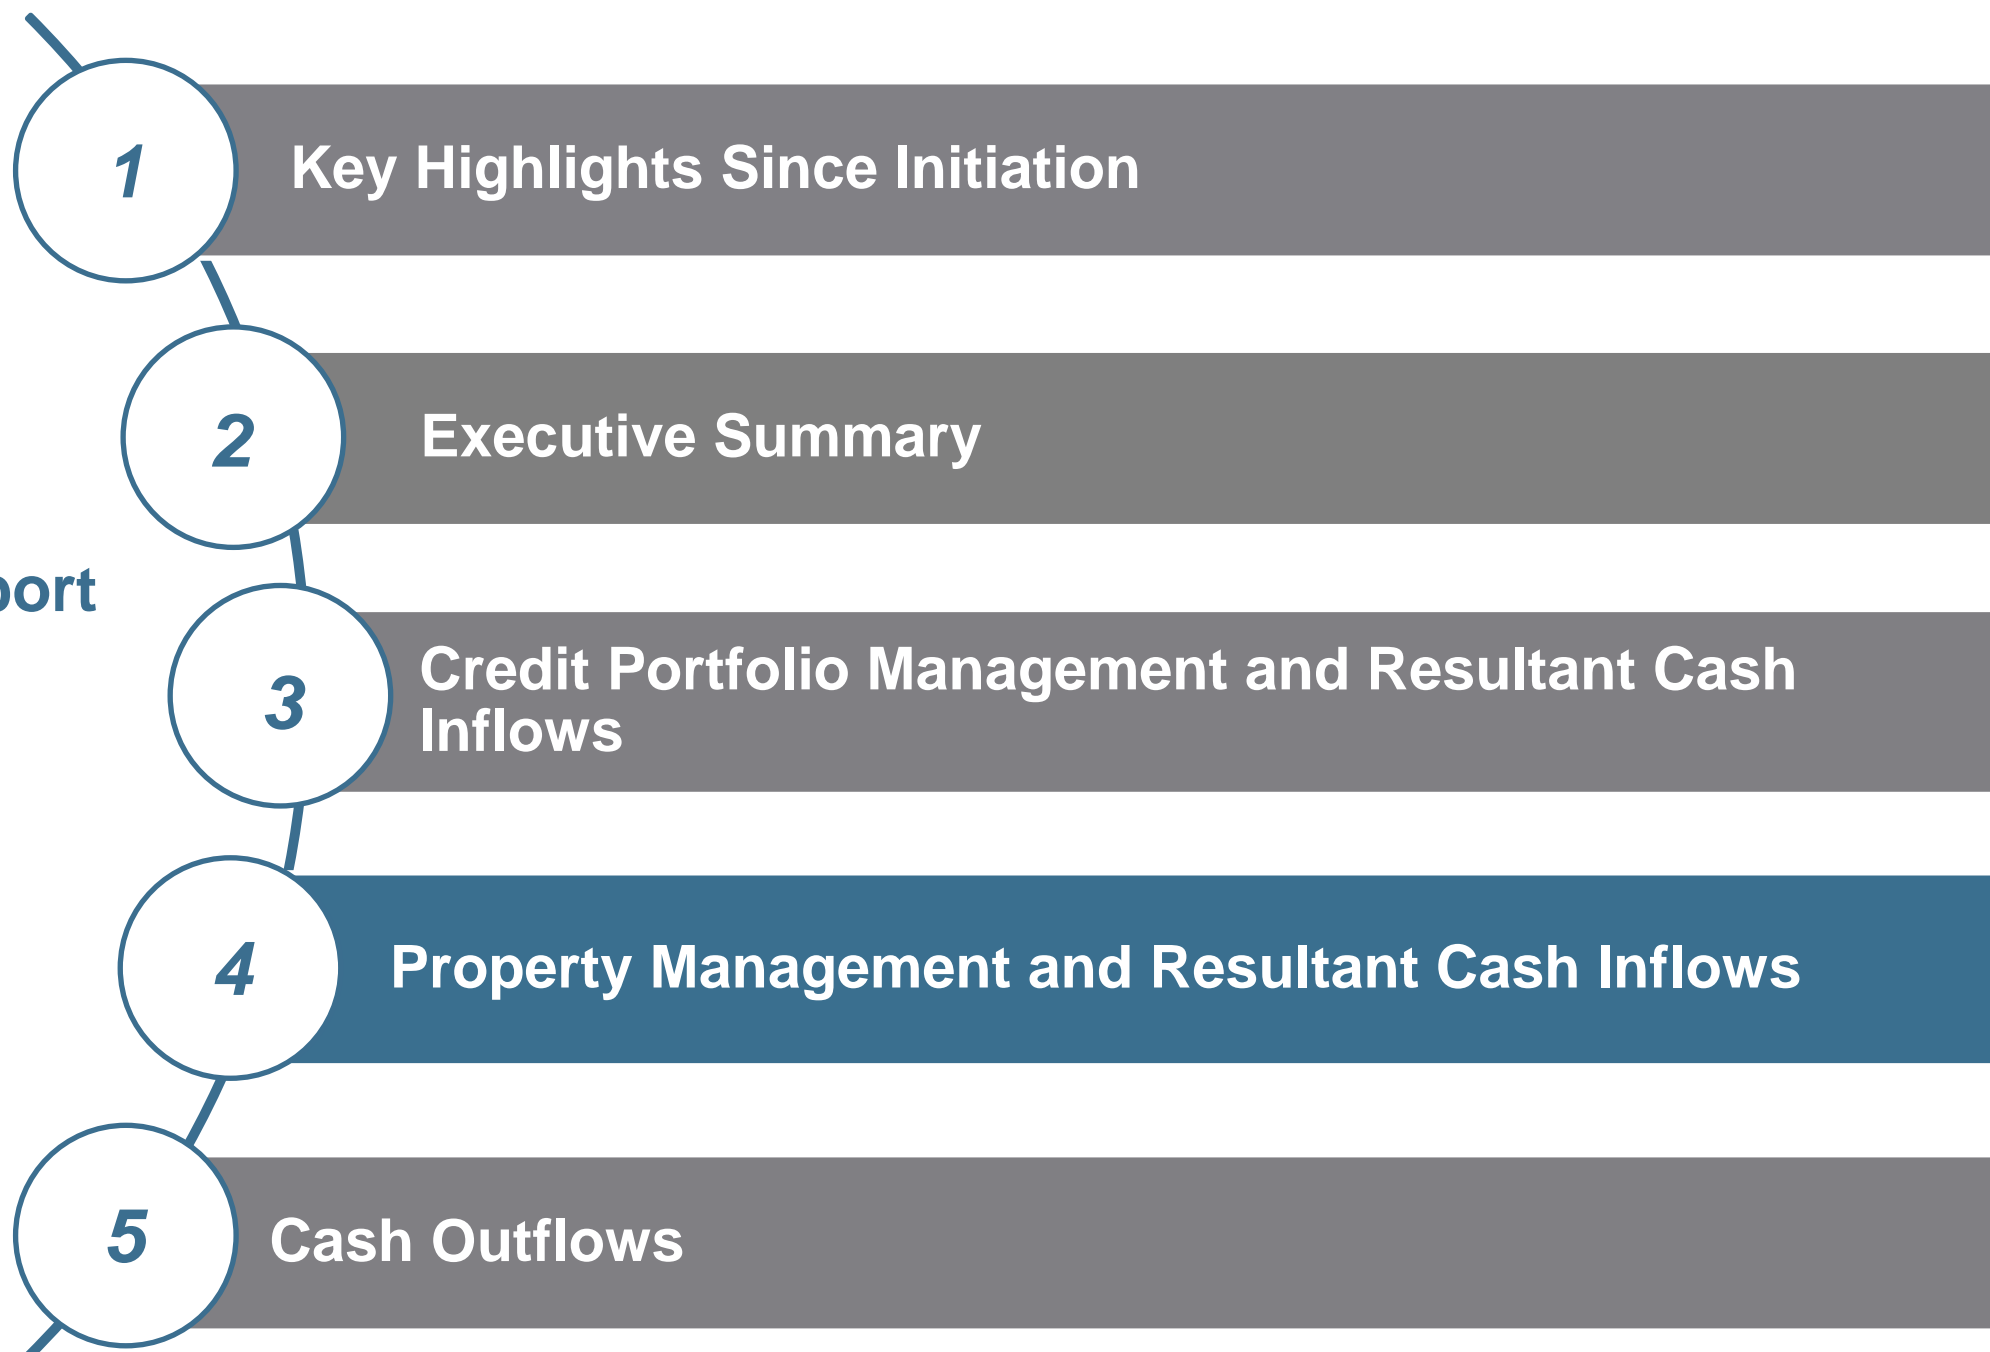 1
Key Highlights Since Initiation
2
Executive Summary
port
3
Credit Portfolio Management and Resultant Cash
Inflows
4
Property Management and Resultant Cash Inflows
5
Cash Outflows